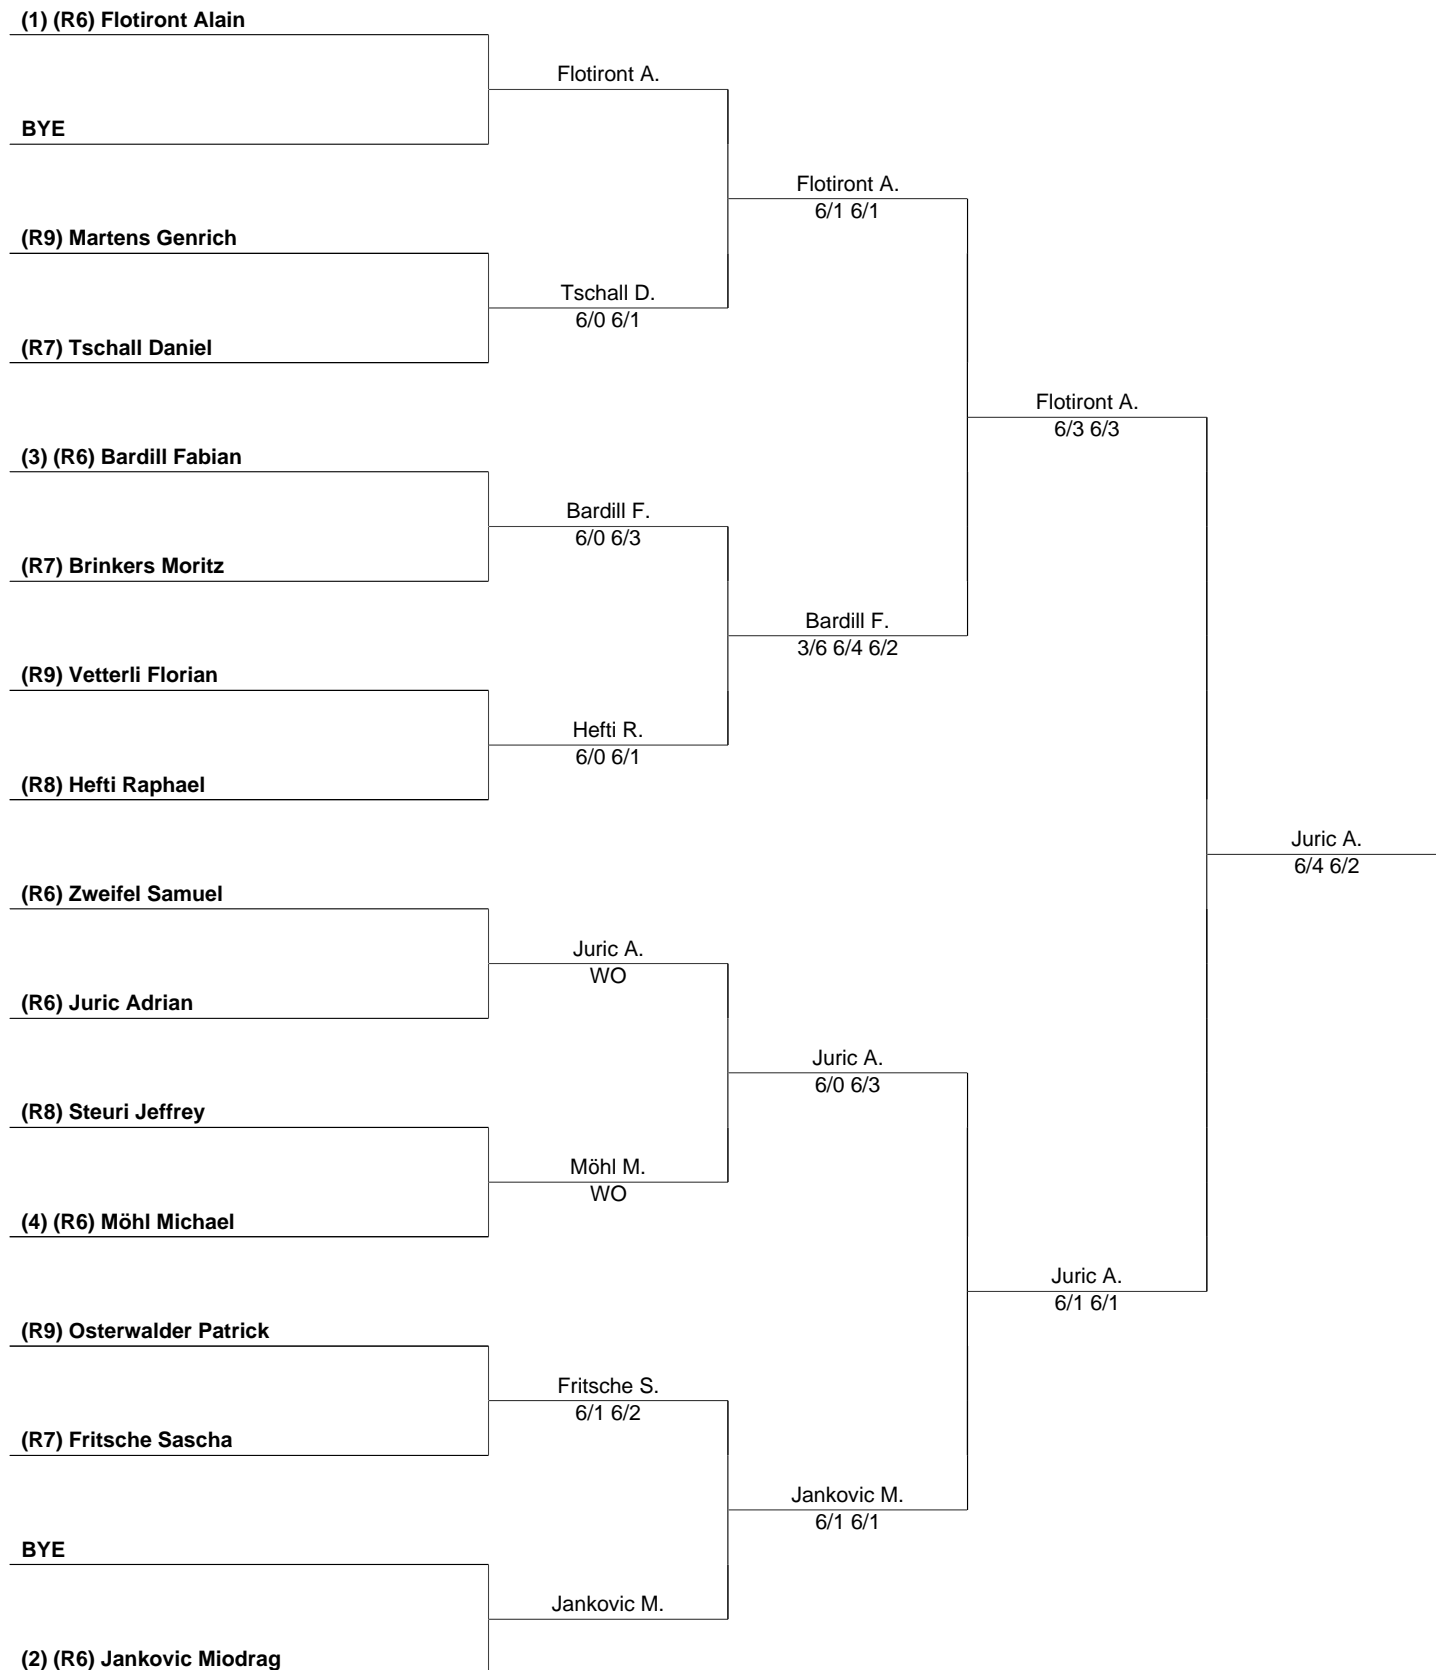 (1) (R6) Flotiront Alain
Flotiront A.
BYE
Flotiront A.
6/1 6/1
(R9) Martens Genrich
Tschall D.
6/0 6/1
(R7) Tschall Daniel
Flotiront A.
6/3 6/3
(3) (R6) Bardill Fabian
Bardill F.
6/0 6/3
(R7) Brinkers Moritz
Bardill F.
3/6 6/4 6/2
(R9) Vetterli Florian
Hefti R.
6/0 6/1
(R8) Hefti Raphael
Juric A.
6/4 6/2
(R6) Zweifel Samuel
Juric A.
WO
(R6) Juric Adrian
Juric A.
6/0 6/3
(R8) Steuri Jeffrey
Möhl M.
WO
(4) (R6) Möhl Michael
Juric A.
6/1 6/1
(R9) Osterwalder Patrick
Fritsche S.
6/1 6/2
(R7) Fritsche Sascha
Jankovic M.
6/1 6/1
BYE
Jankovic M.
(2) (R6) Jankovic Miodrag